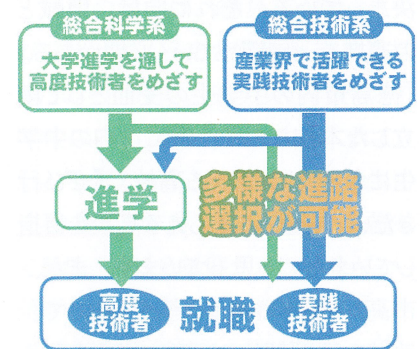 総合科学系
大学進学を通して
高度技術者をめざす
総合技術系
産業界で活躍できる
実践技術者をめざす
進学
多様な進路
選択が可能
高度
技術者
就職
実践
技術者